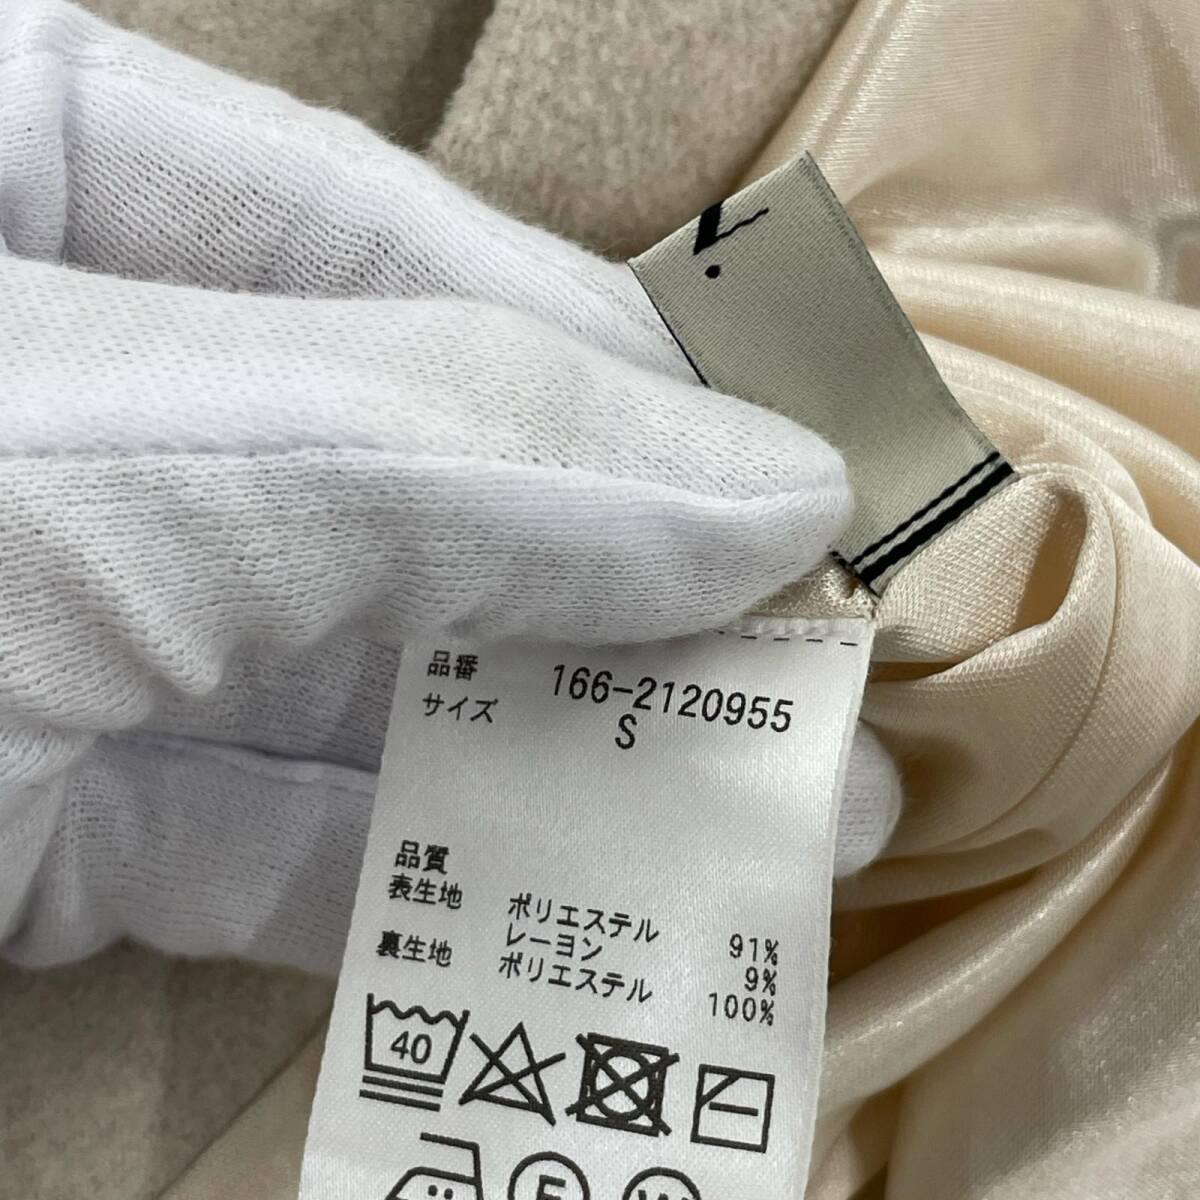 V.
品番 166-2120955
サイズ S
品質
表生地 ポリエステル 91%
レーヨン 9%
裏生地 ポリエステル 100%
40
F
W